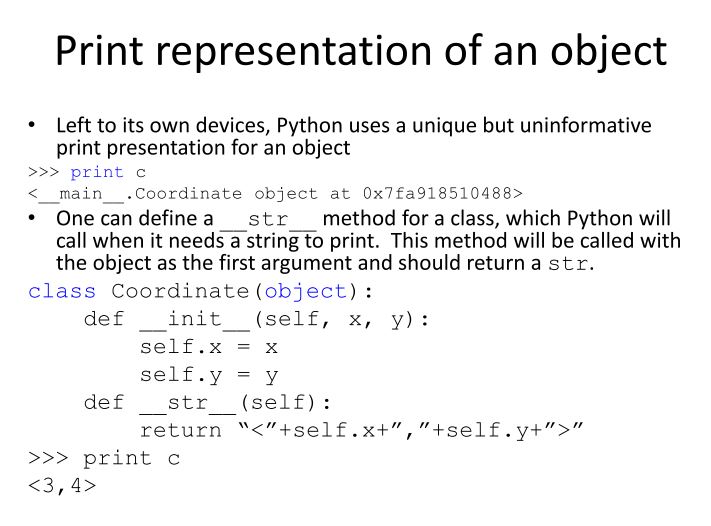 Print representation of an object
• Left to its own devices, Python uses a unique but uninformative
print presentation for an object
>>> print c
<__main__.Coordinate object at 0x7fa918510488>
• One can define a __str__ method for a class, which Python will
call when it needs a string to print.  This method will be called with
the object as the first argument and should return a str.
class Coordinate(object):
    def __init__(self, x, y):
        self.x = x
        self.y = y
    def __str__(self):
        return “<”+self.x+”,”+self.y+”>”
>>> print c
<3,4>